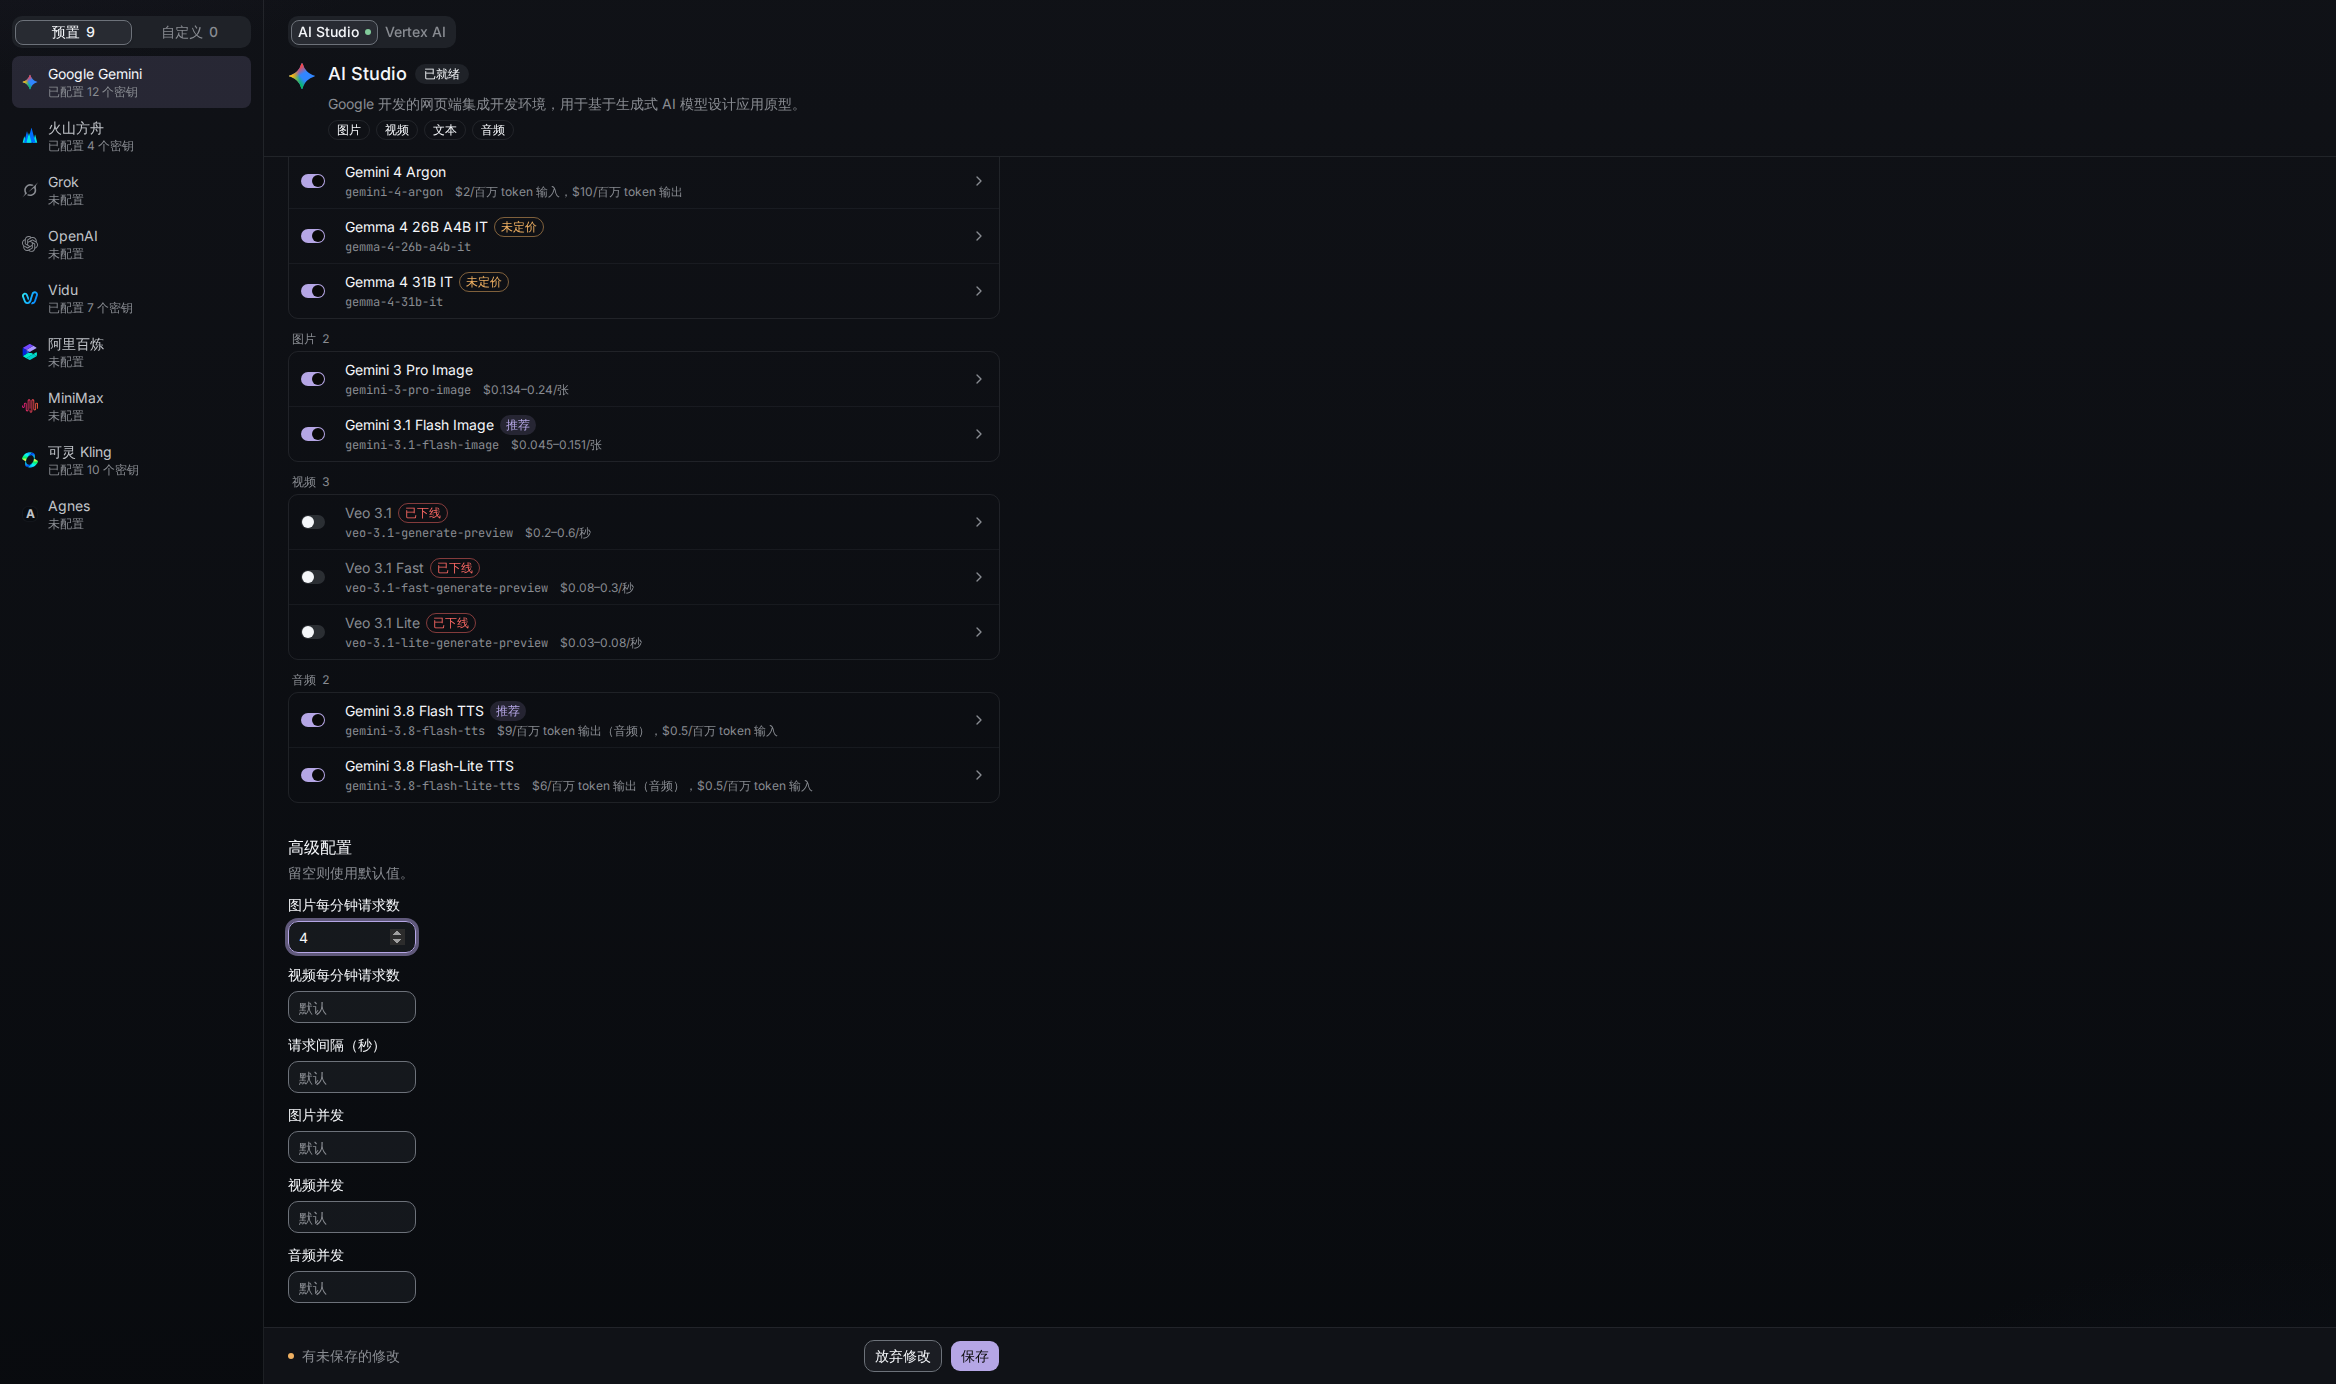 预置 9
自定义 0
Google Gemini
已配置 12 个密钥
火山方舟
已配置 4 个密钥
Grok
未配置
OpenAI
未配置
Vidu
已配置 7 个密钥
阿里百炼
未配置
MiniMax
未配置
可灵 Kling
已配置 10 个密钥
A
Agnes
未配置
AI Studio
Vertex AI
AI Studio 已就绪
Google 开发的网页端集成开发环境，用于基于生成式 AI 模型设计应用原型。
图片 视频 文本 音频
Gemini 4 Argon
gemini-4-argon $2/百万 token 输入，$10/百万 token 输出
Gemma 4 26B A4B IT 未定价
gemma-4-26b-a4b-it
Gemma 4 31B IT 未定价
gemma-4-31b-it
图片 2
Gemini 3 Pro Image
gemini-3-pro-image $0.134–0.24/张
Gemini 3.1 Flash Image 推荐
gemini-3.1-flash-image $0.045–0.151/张
视频 3
Veo 3.1 已下线
veo-3.1-generate-preview $0.2–0.6/秒
Veo 3.1 Fast 已下线
veo-3.1-fast-generate-preview $0.08–0.3/秒
Veo 3.1 Lite 已下线
veo-3.1-lite-generate-preview $0.03–0.08/秒
音频 2
Gemini 3.8 Flash TTS 推荐
gemini-3.8-flash-tts $9/百万 token 输出（音频），$0.5/百万 token 输入
Gemini 3.8 Flash-Lite TTS
gemini-3.8-flash-lite-tts $6/百万 token 输出（音频），$0.5/百万 token 输入
高级配置
留空则使用默认值。
图片每分钟请求数
4
视频每分钟请求数
默认
请求间隔（秒）
默认
图片并发
默认
视频并发
默认
音频并发
默认
有未保存的修改
放弃修改
保存